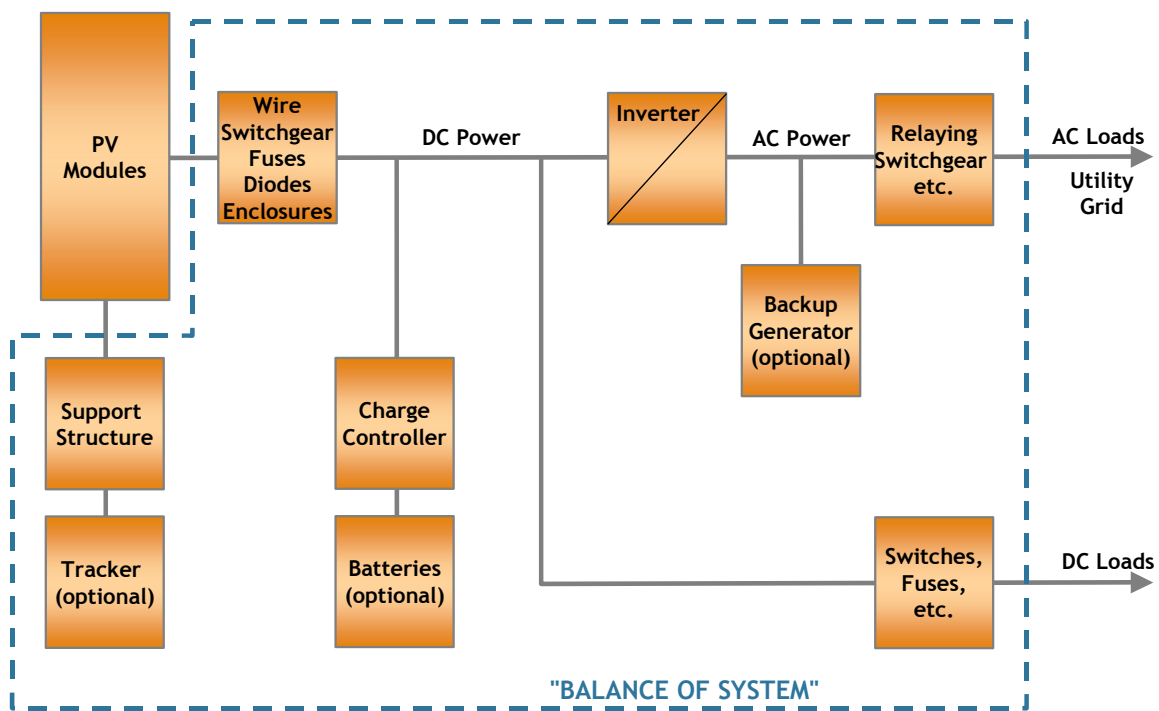 PV
Modules
Wire
Switchgear
Fuses
Diodes
Enclosures
DC Power
Inverter
AC Power
Relaying
Switchgear
etc.
AC Loads
Utility
Grid
Backup
Generator
(optional)
Support
Structure
Charge
Controller
Tracker
(optional)
Batteries
(optional)
Switches,
Fuses,
etc.
DC Loads
"BALANCE OF SYSTEM"